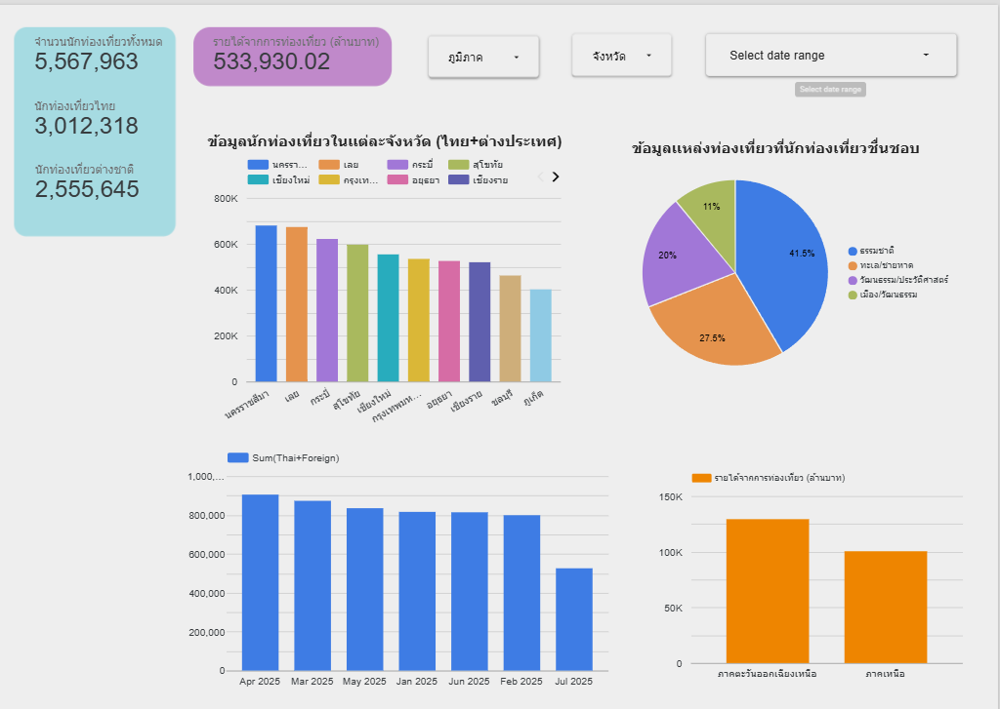 จำนวนนักท่องเที่ยวทั้งหมด
5,567,963
นักท่องเที่ยวไทย
3,012,318
นักท่องเที่ยวต่างชาติ
2,555,645
รายได้จากการท่องเที่ยว (ล้านบาท)
533,930.02
ภูมิภาค
จังหวัด
Select date range
Select date range
ข้อมูลนักท่องเที่ยวในแต่ละจังหวัด (ไทย+ต่างประเทศ)
นครรา… เลย กระบี่ สุโขทัย
เชียงใหม่ กรุงเท… อยุธยา เชียงราย
800K
600K
400K
200K
0
นครราชสีมา เลย กระบี่ สุโขทัย เชียงใหม่ กรุงเทพมห… อยุธยา เชียงราย ชลบุรี ภูเก็ต
ข้อมูลแหล่งท่องเที่ยวที่นักท่องเที่ยวชื่นชอบ
11%
41.5%
20%
27.5%
ธรรมชาติ
ทะเล/ชายหาด
วัฒนธรรม/ประวัติศาสตร์
เมือง/วัฒนธรรม
Sum(Thai+Foreign)
1,000,…
800,000
600,000
400,000
200,000
0
Apr 2025 Mar 2025 May 2025 Jan 2025 Jun 2025 Feb 2025 Jul 2025
รายได้จากการท่องเที่ยว (ล้านบาท)
150K
100K
50K
0
ภาคตะวันออกเฉียงเหนือ ภาคเหนือ